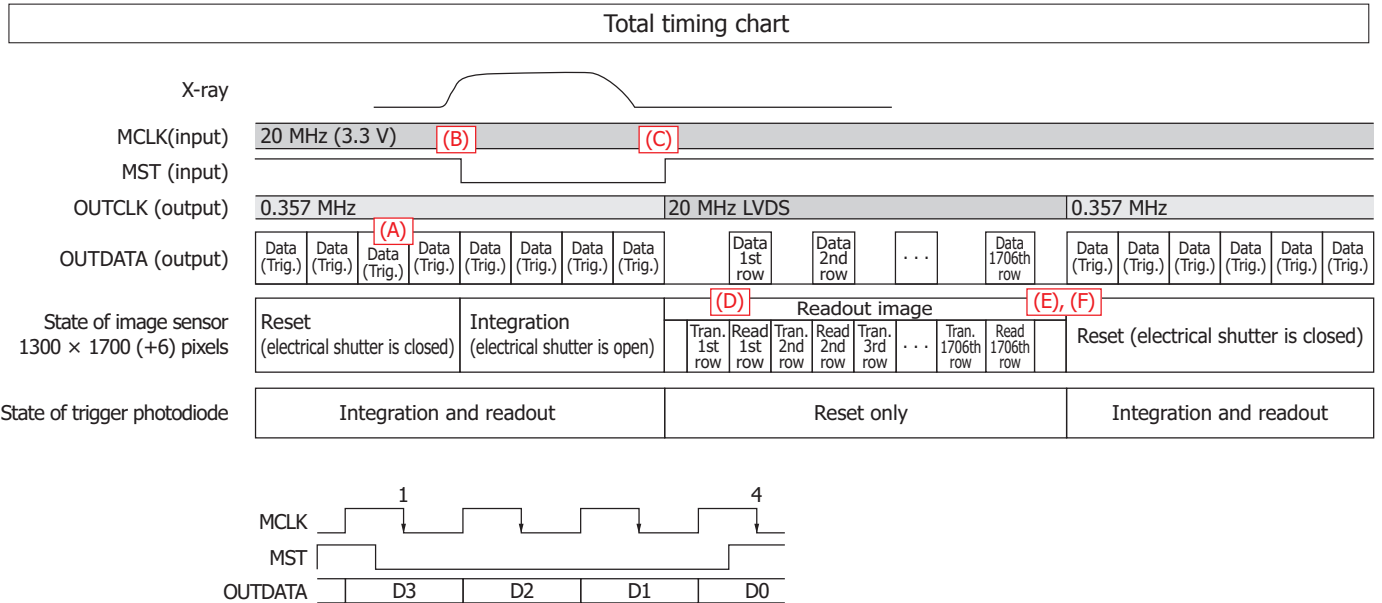 Total timing chart
X-ray
MCLK(input)
20 MHz (3.3 V)
(B)
(C)
MST (input)
OUTCLK (output)
0.357 MHz
20 MHz LVDS
0.357 MHz
(A)
OUTDATA (output)
Data
(Trig.)
Data
(Trig.)
Data
(Trig.)
Data
(Trig.)
Data
(Trig.)
Data
(Trig.)
Data
(Trig.)
Data
(Trig.)
Data
1st
row
Data
2nd
row
· · ·
Data
1706th
row
Data
(Trig.)
Data
(Trig.)
Data
(Trig.)
Data
(Trig.)
Data
(Trig.)
Data
(Trig.)
(D)
(E), (F)
State of image sensor
1300 × 1700 (+6) pixels
Reset
(electrical shutter is closed)
Integration
(electrical shutter is open)
Readout image
Tran.
1st
row
Read
1st
row
Tran.
2nd
row
Read
2nd
row
Tran.
3rd
row
· · ·
Tran.
1706th
row
Read
1706th
row
Reset (electrical shutter is closed)
State of trigger photodiode
Integration and readout
Reset only
Integration and readout
1
4
MCLK
MST
OUTDATA
D3
D2
D1
D0